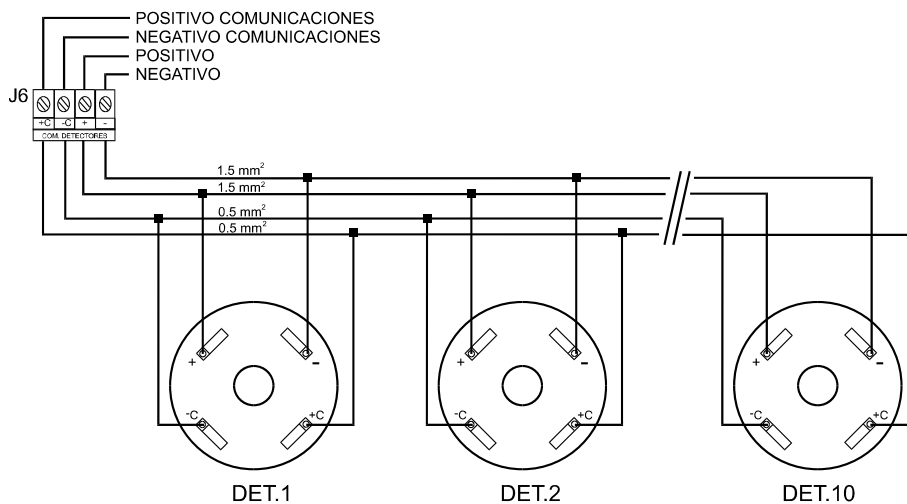 POSITIVO COMUNICACIONES
NEGATIVO COMUNICACIONES
POSITIVO
NEGATIVO
J6
+C -C + -
COM. DETECTORES
1.5 mm²
1.5 mm²
0.5 mm²
0.5 mm²
+ - + - + -
-C +C -C +C -C +C
DET.1 DET.2 DET.10